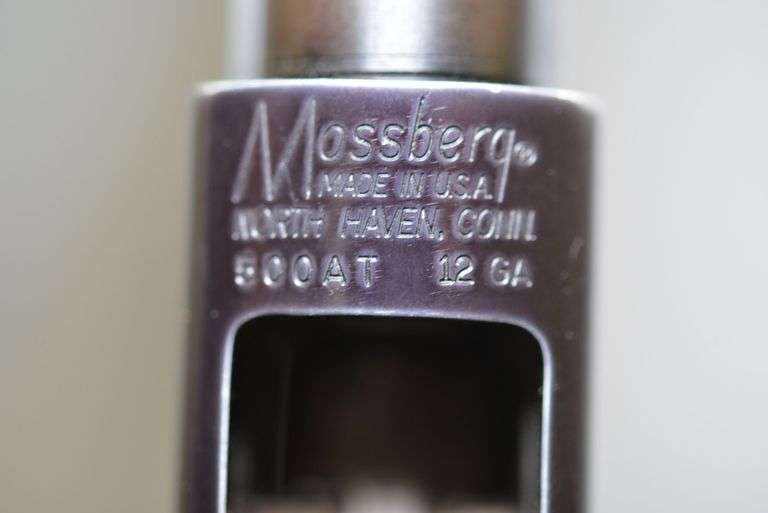 Mossberg®
MADE IN U.S.A.
NORTH HAVEN, CONN.
500AT 12 GA